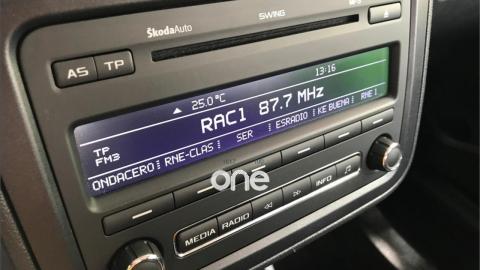 ŠkodaAuto
SWING
MP3
AS TP
25.0 °C 13:16
RAC1 87.7 MHz
TP
FM3
ONDACERO RNE-CLAS SER ESRADIO KE BUENA RNE 1
one
MEDIA RADIO INFO